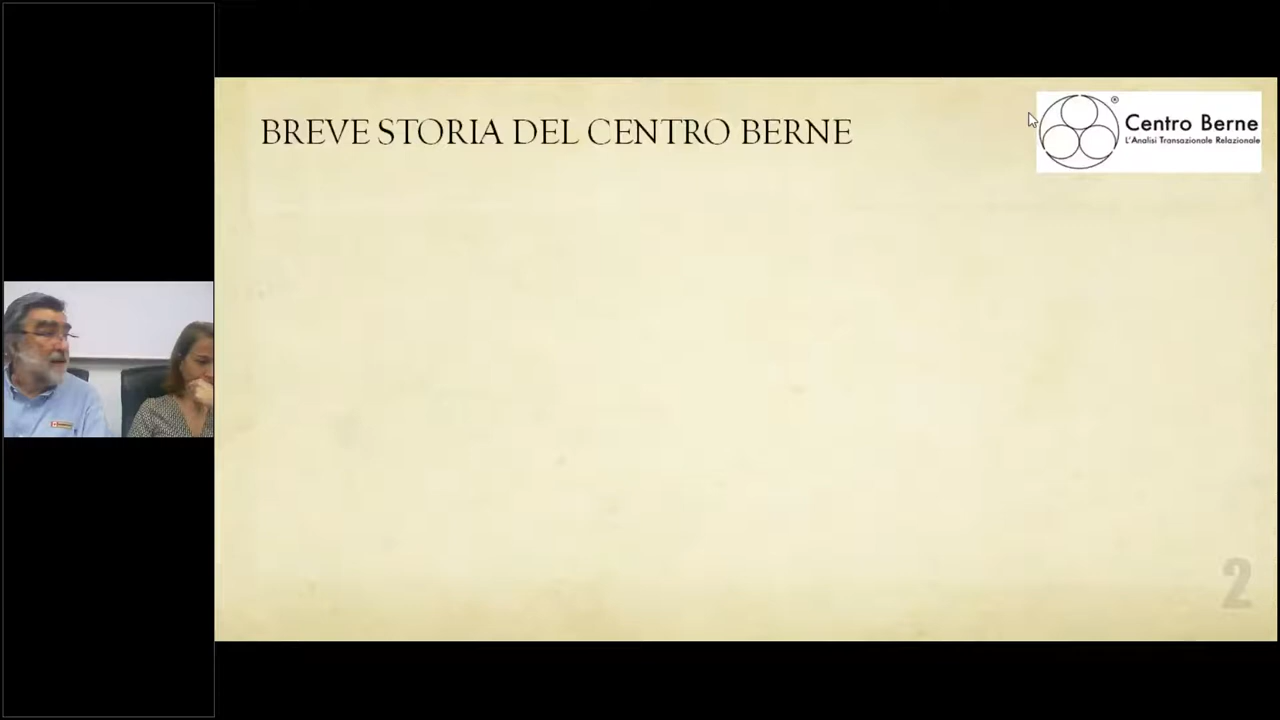 BREVE STORIA DEL CENTRO BERNE
®
Centro Berne
L'Analisi Transazionale Relazionale
2